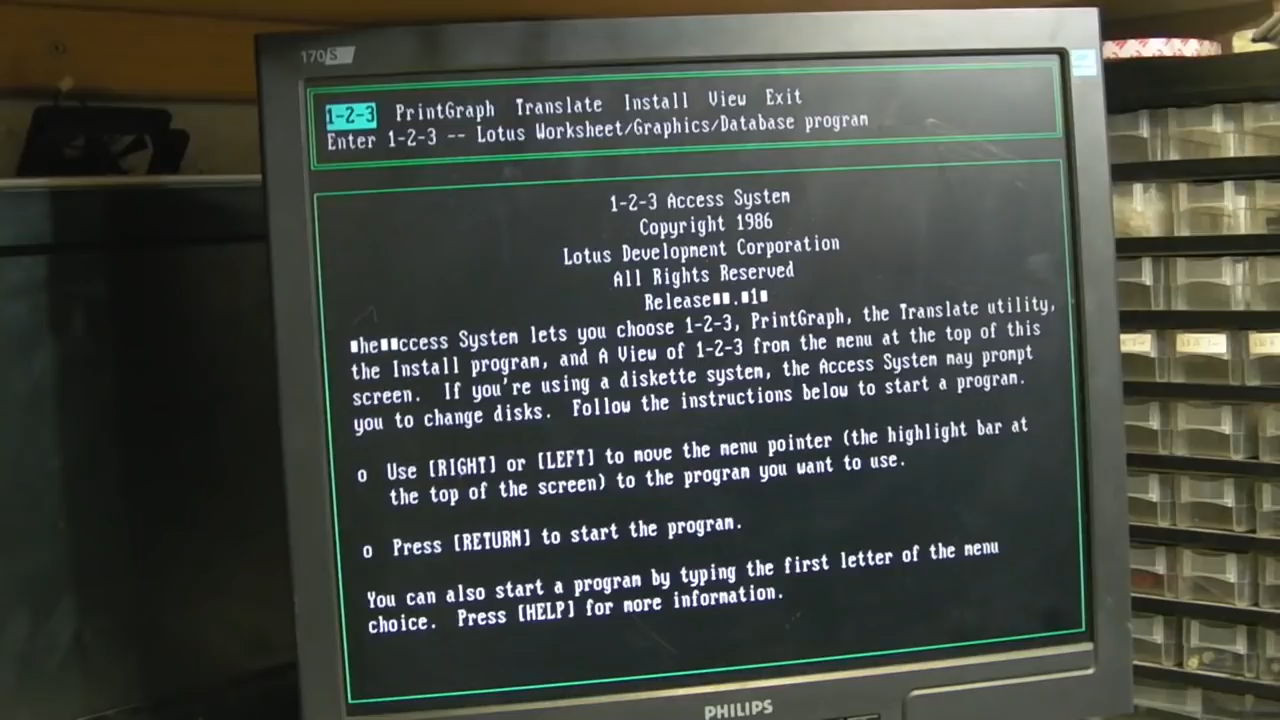 170S
1-2-3 PrintGraph Translate Install View Exit
Enter 1-2-3 -- Lotus Worksheet/Graphics/Database program
1-2-3 Access System
Copyright 1986
Lotus Development Corporation
All Rights Reserved
Release■■.■1■
■he■■ccess System lets you choose 1-2-3, PrintGraph, the Translate utility,
the Install program, and A View of 1-2-3 from the menu at the top of this
screen. If you're using a diskette system, the Access System may prompt
you to change disks. Follow the instructions below to start a program.
o Use [RIGHT] or [LEFT] to move the menu pointer (the highlight bar at
the top of the screen) to the program you want to use.
o Press [RETURN] to start the program.
You can also start a program by typing the first letter of the menu
choice. Press [HELP] for more information.
PHILIPS